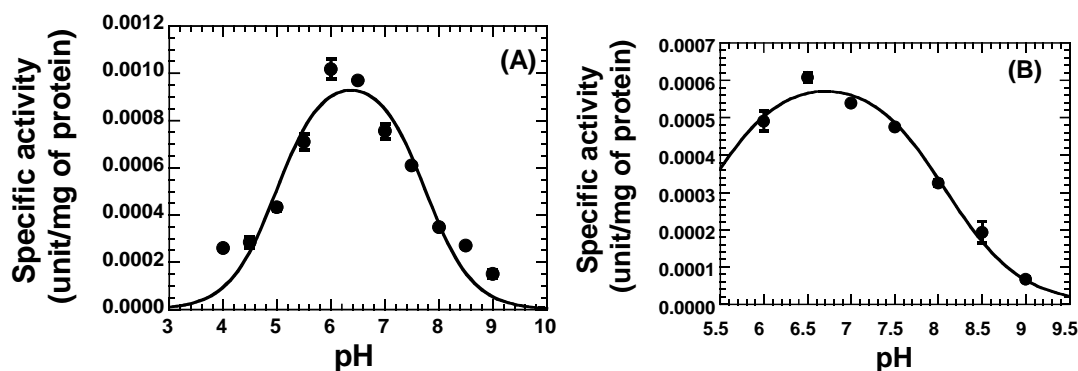 (A)
Specific activity
(unit/mg of protein)
0.0012
0.0010
0.0008
0.0006
0.0004
0.0002
0.0000
3 4 5 6 7 8 9 10
pH
(B)
Specific activity
(unit/mg of protein)
0.0007
0.0006
0.0005
0.0004
0.0003
0.0002
0.0001
0.0000
5.5 6 6.5 7 7.5 8 8.5 9 9.5
pH